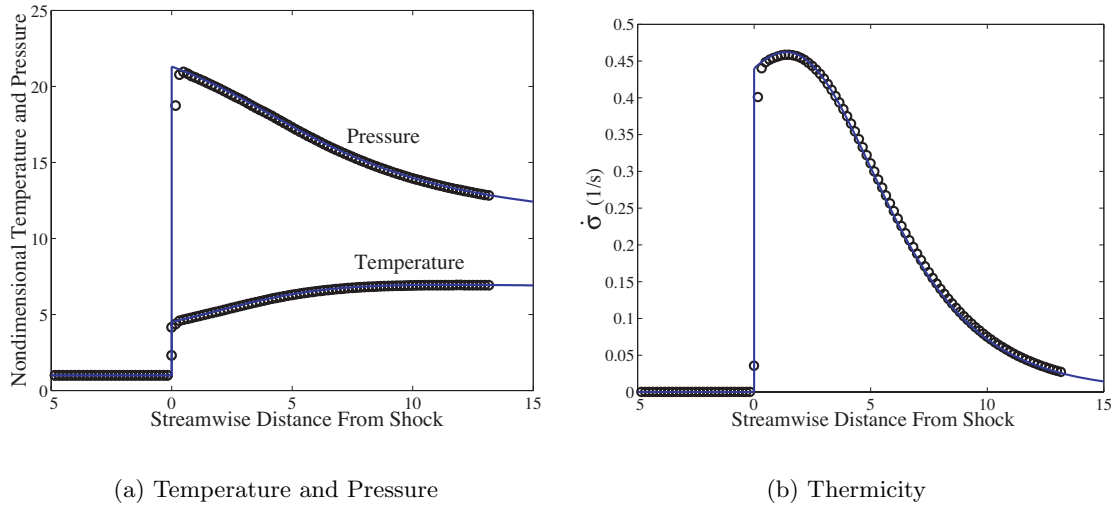 Nondimensional Temperature and Pressure
25
20
15
10
5
0
Pressure
Temperature
5 0 5 10 15
Streamwise Distance From Shock
(a) Temperature and Pressure
σ̇ (1/s)
0.5
0.45
0.4
0.35
0.3
0.25
0.2
0.15
0.1
0.05
0
5 0 5 10 15
Streamwise Distance From Shock
(b) Thermicity